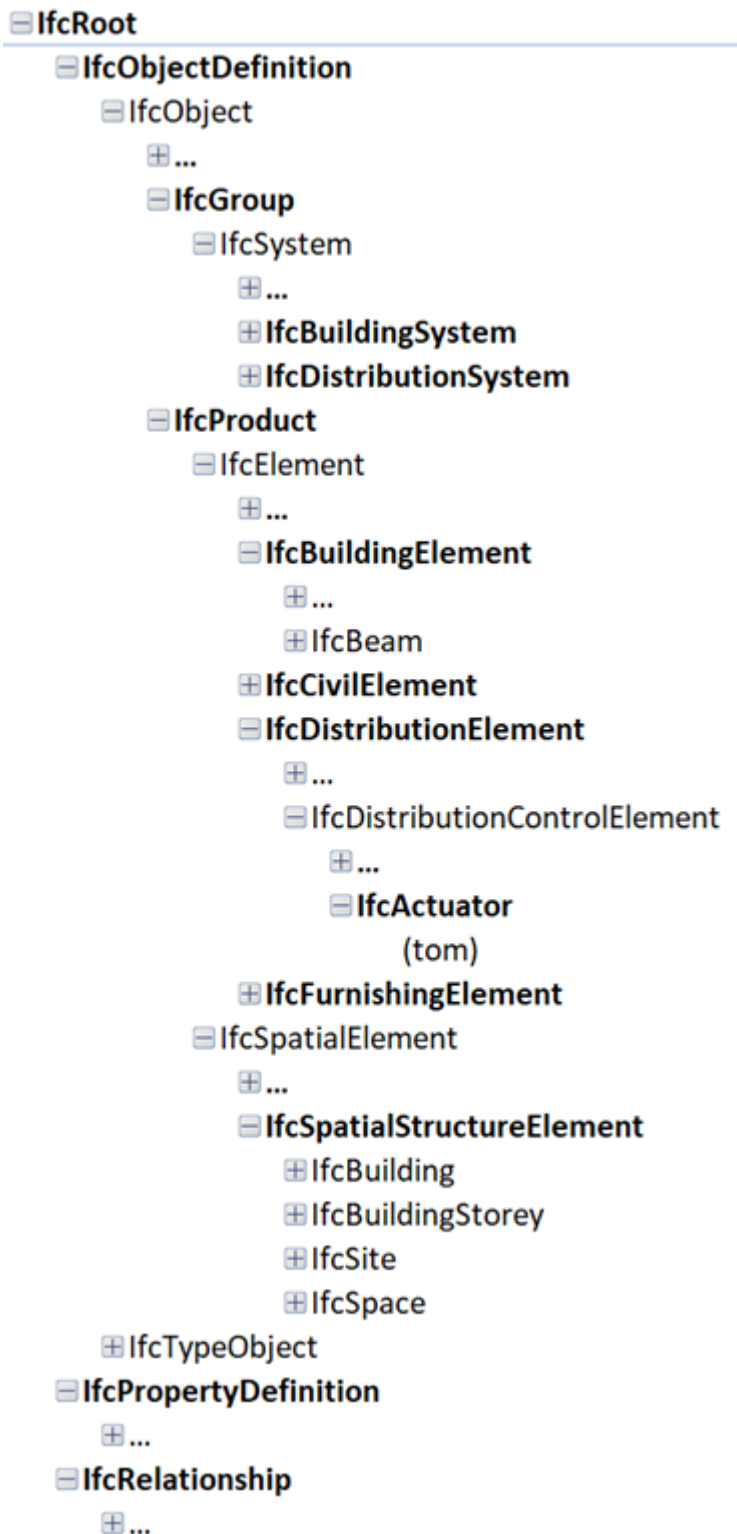 IfcRoot
IfcObjectDefinition
IfcObject
...
IfcGroup
IfcSystem
...
IfcBuildingSystem
IfcDistributionSystem
IfcProduct
IfcElement
...
IfcBuildingElement
...
IfcBeam
IfcCivilElement
IfcDistributionElement
...
IfcDistributionControlElement
...
IfcActuator
(tom)
IfcFurnishingElement
IfcSpatialElement
...
IfcSpatialStructureElement
IfcBuilding
IfcBuildingStorey
IfcSite
IfcSpace
IfcTypeObject
IfcPropertyDefinition
...
IfcRelationship
...